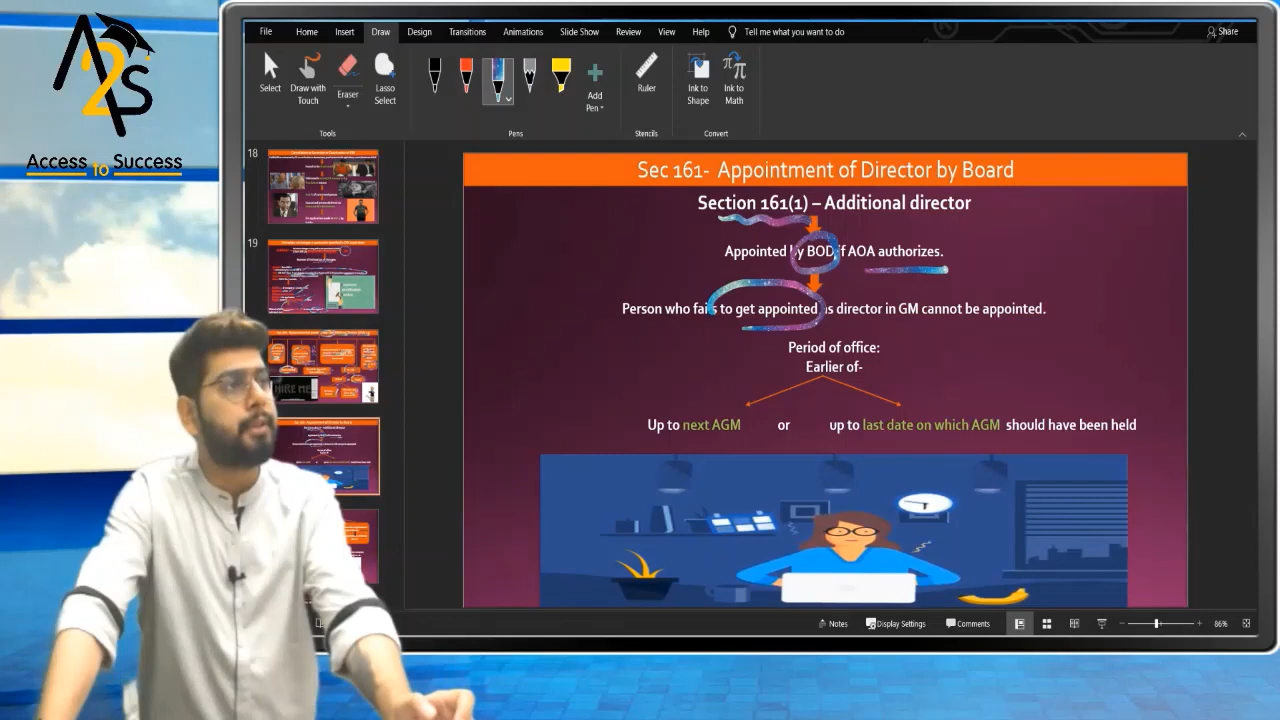 A2S
Access to Success
File Home Insert Draw Design Transitions Animations Slide Show Review View Help Tell me what you want to do Share
Select
Draw with Touch
Eraser
Lasso Select
Add Pen
Ruler
Ink to Shape
Ink to Math
Tools
Pens
Stencils
Convert
18
19
Sec 161- Appointment of Director by Board
Section 161(1) – Additional director
Appointed by BOD if AOA authorizes.
Person who fails to get appointed as director in GM cannot be appointed.
Period of office:
Earlier of-
Up to next AGM or up to last date on which AGM should have been held
HIRE ME
Notes Display Settings Comments 86%